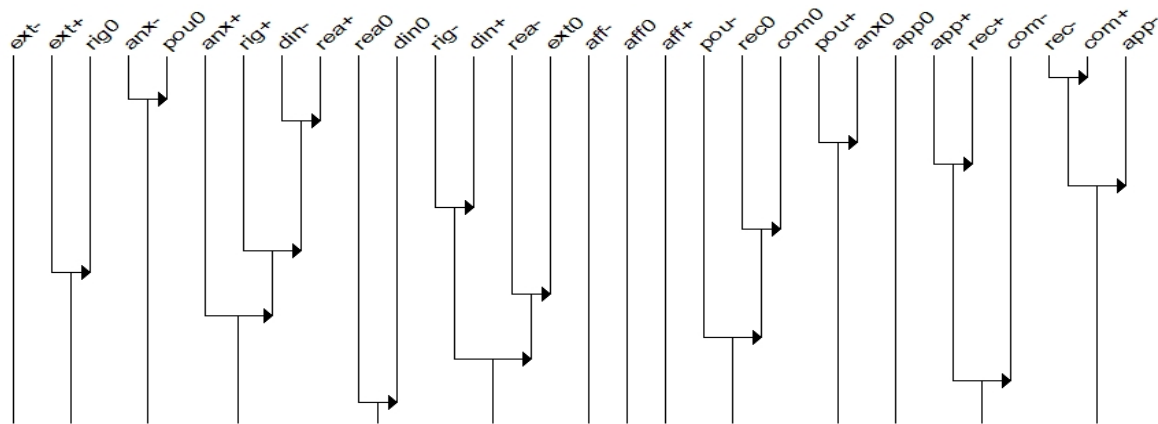 ext- ext+ rig0 anx- pou0 anx+ rig+ din- rea+ rea0 din0 rig- din+ rea- ext0 aff- aff0 aff+ pou- rec0 com0 pou+ anx0 app0 app+ rec+ com- rec- com+ app-